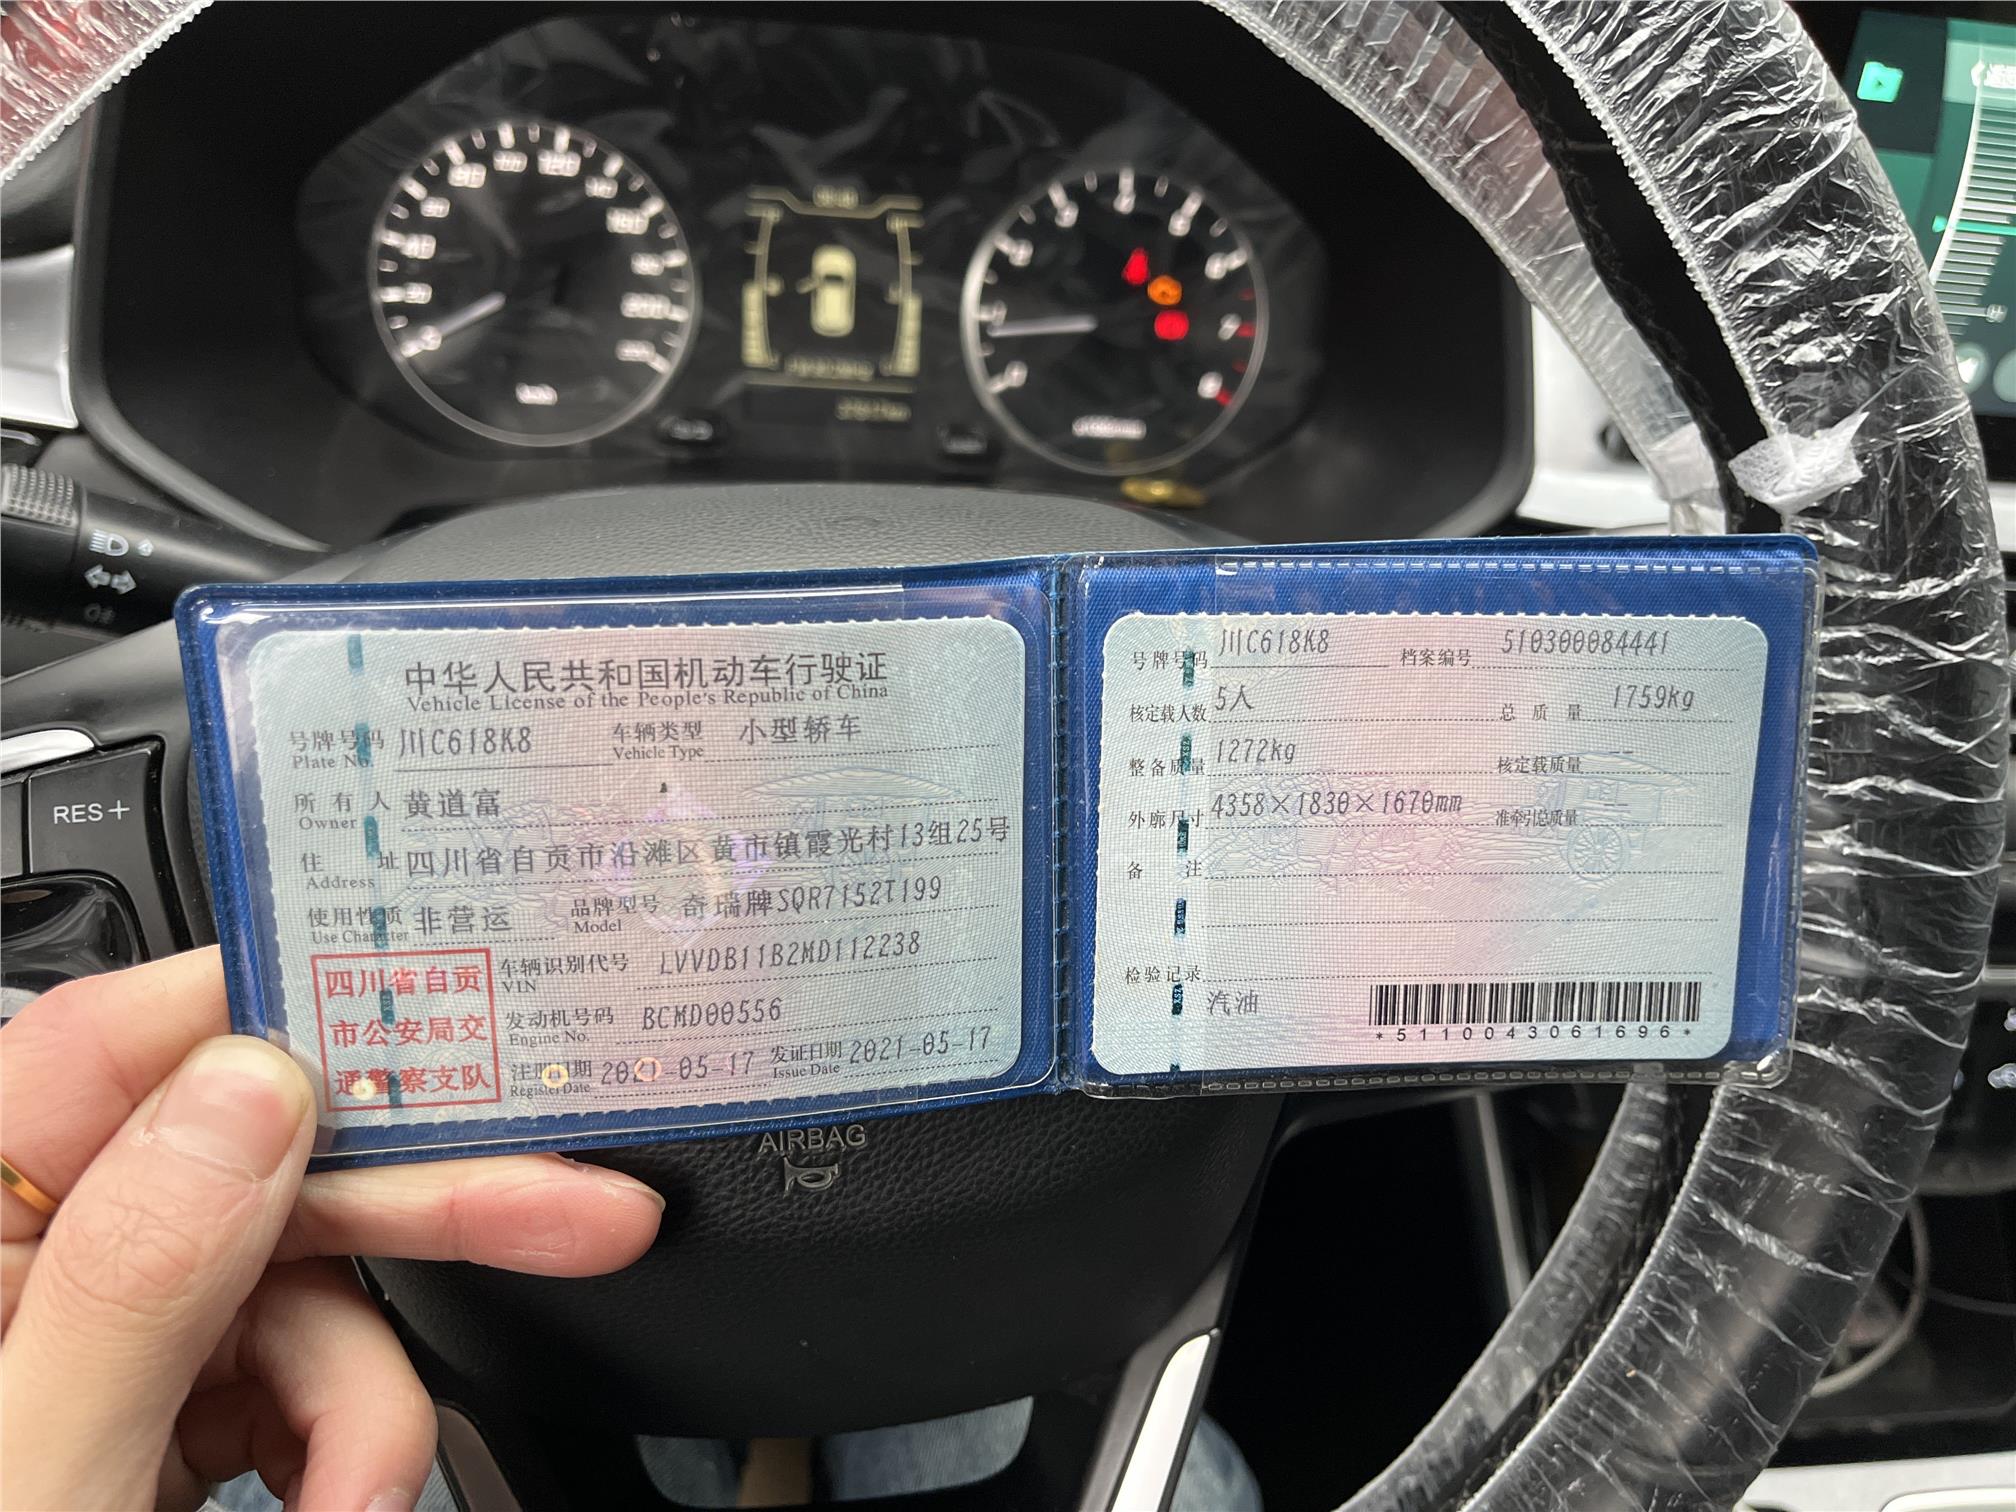 中华人民共和国机动车行驶证
Vehicle License of the People's Republic of China
号牌号码 川C618K8 车辆类型 小型轿车
Plate No. Vehicle Type
所有人 黄道富
Owner
住址 四川省自贡市沿滩区黄市镇霞光村13组25号
Address
使用性质 非营运 品牌型号 奇瑞牌SQR7152T199
Use Character Model
四川省自贡
市公安局交
通警察支队
车辆识别代号 LVVDB11B2MD112238
VIN
发动机号码 BCMD00556
Engine No.
注册日期 2021-05-17 发证日期 2021-05-17
Register Date Issue Date
号牌号码 川C618K8 档案编号 510300084441
核定载人数 5人 总质量 1759kg
整备质量 1272kg 核定载质量 --
外廓尺寸 4358×1830×1670mm 准牵引总质量 --
备注
检验记录
汽油
*5110043061696*
RES+
AIRBAG